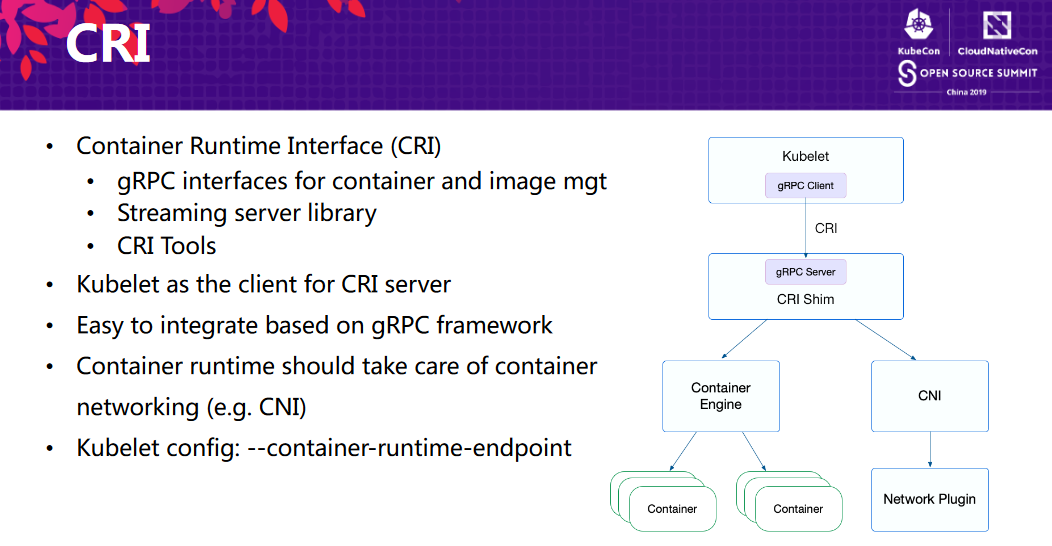 CRI
KubeCon
CloudNativeCon
OPEN SOURCE SUMMIT
China 2019
• Container Runtime Interface (CRI)
• gRPC interfaces for container and image mgt
• Streaming server library
• CRI Tools
• Kubelet as the client for CRI server
• Easy to integrate based on gRPC framework
• Container runtime should take care of container
networking (e.g. CNI)
• Kubelet config: --container-runtime-endpoint
Kubelet
gRPC Client
CRI
gRPC Server
CRI Shim
Container
Engine
CNI
Container
Container
Network Plugin